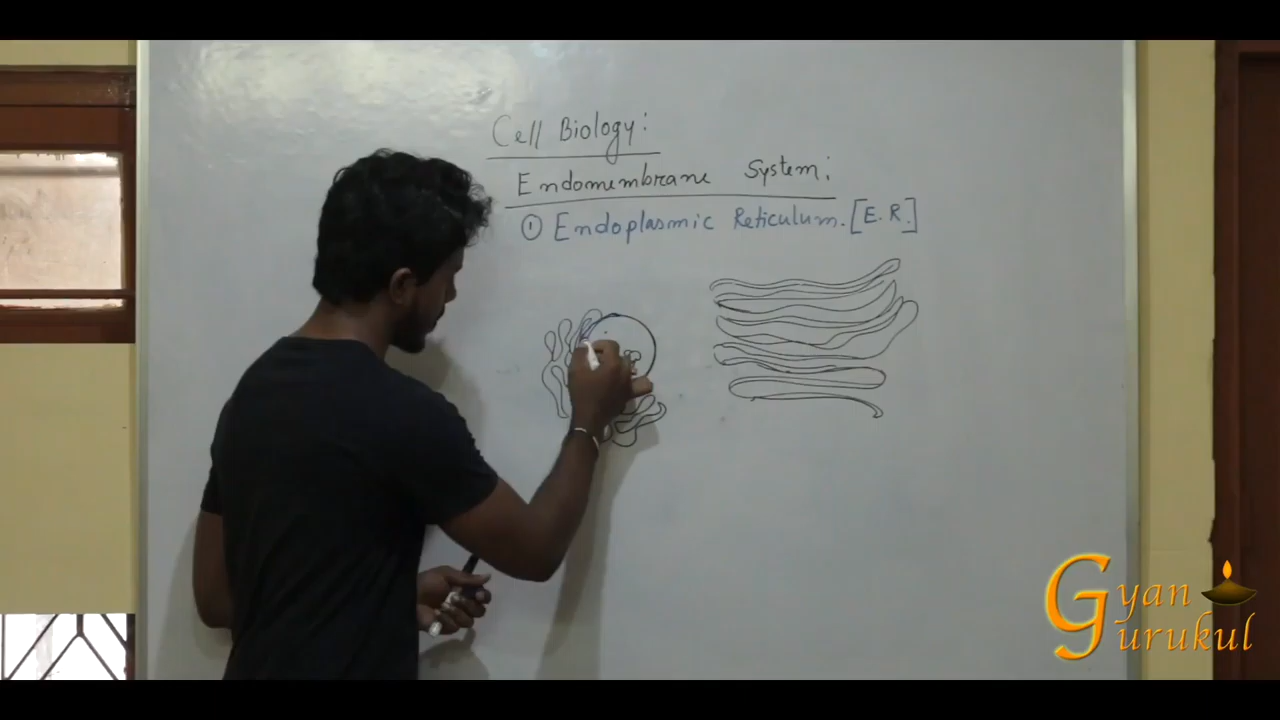 Cell Biology:
Endomembrane System:
① Endoplasmic Reticulum. [E. R.]
Gyan
Gurukul